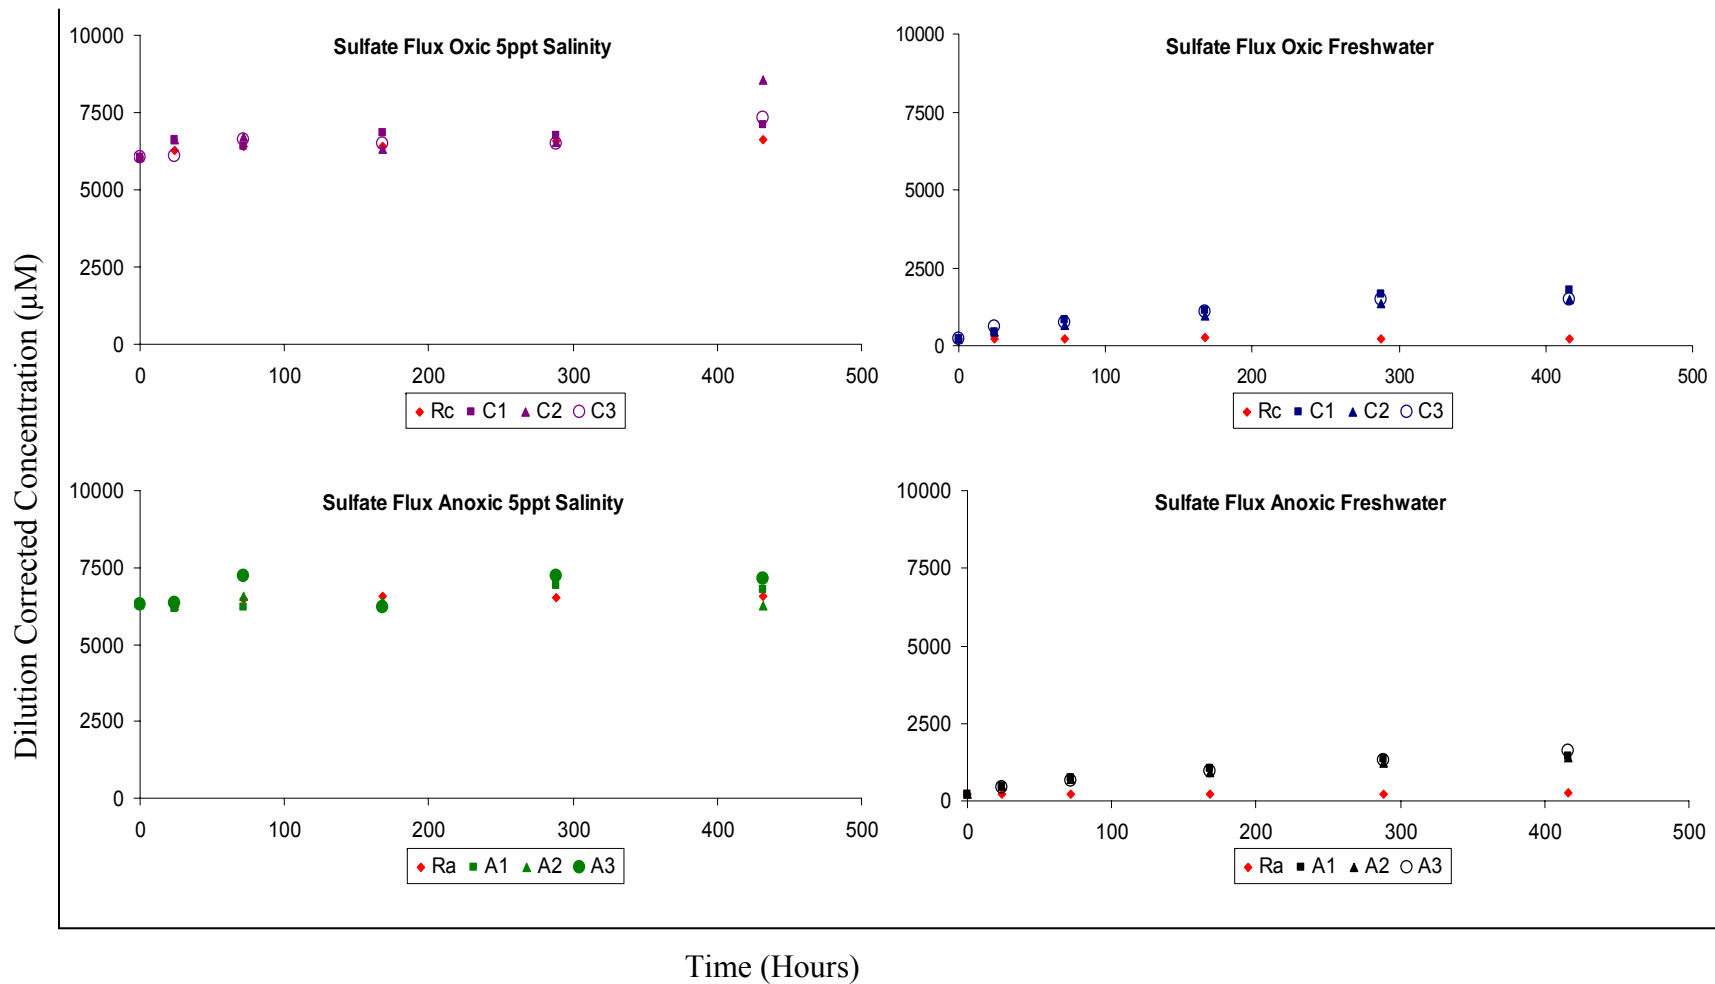 Dilution Corrected Concentration (µM)
Sulfate Flux Oxic 5ppt Salinity
10000
7500
5000
2500
0
0 100 200 300 400 500
Rc C1 C2 C3
Sulfate Flux Oxic Freshwater
10000
7500
5000
2500
0
0 100 200 300 400 500
Rc C1 C2 C3
Sulfate Flux Anoxic 5ppt Salinity
10000
7500
5000
2500
0
0 100 200 300 400 500
Ra A1 A2 A3
Sulfate Flux Anoxic Freshwater
10000
7500
5000
2500
0
0 100 200 300 400 500
Ra A1 A2 A3
Time (Hours)